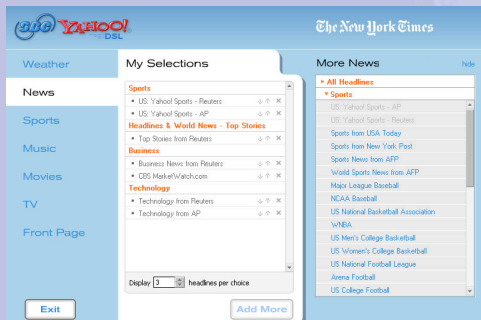 SBC YAHOO!
DSL
The New York Times
Weather
News
Sports
Music
Movies
TV
Front Page
Exit
My Selections
Sports
• US: Yahoo! Sports - Reuters
• US: Yahoo! Sports - AP
Headlines & World News - Top Stories
• Top Stories from Reuters
Business
• Business News from Reuters
• CBS MarketWatch.com
Technology
• Technology from Reuters
• Technology from AP
Display 3 headlines per choice
Add More
More News
hide
All Headlines
Sports
US: Yahoo! Sports - AP
US: Yahoo! Sports - Reuters
Sports from USA Today
Sports from New York Post
Sports News from AFP
World Sports News from AFP
Major League Baseball
NCAA Baseball
US National Basketball Association
WNBA
US Men's College Basketball
US Women's College Basketball
US National Football League
Arena Football
US College Football